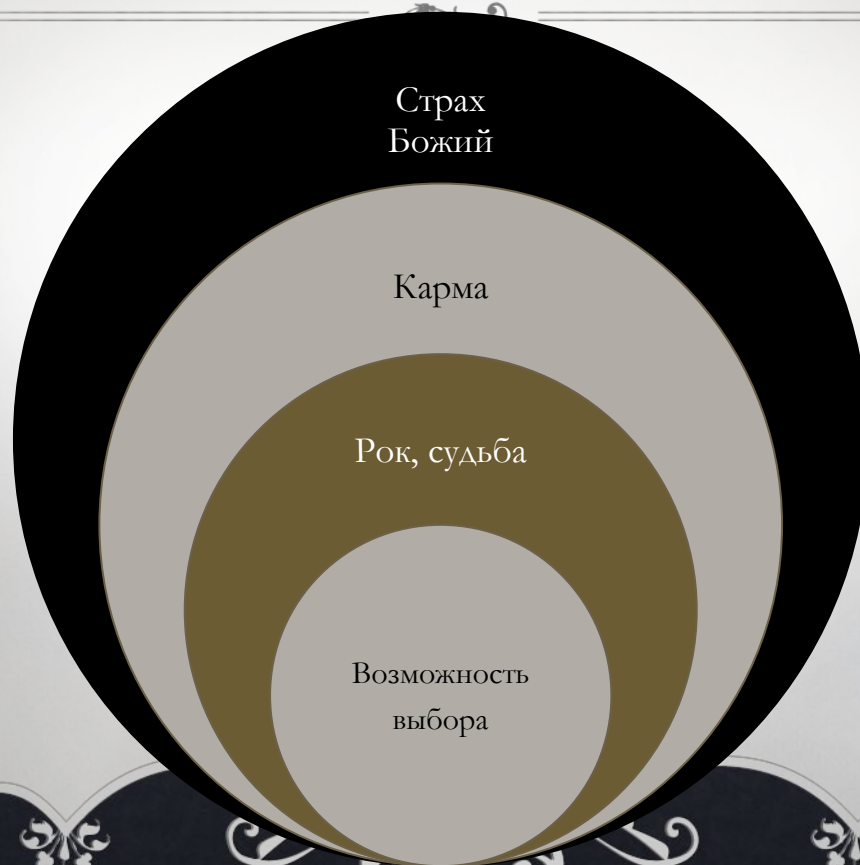 Страх
Божий
Карма
Рок, судьба
Возможность
выбора